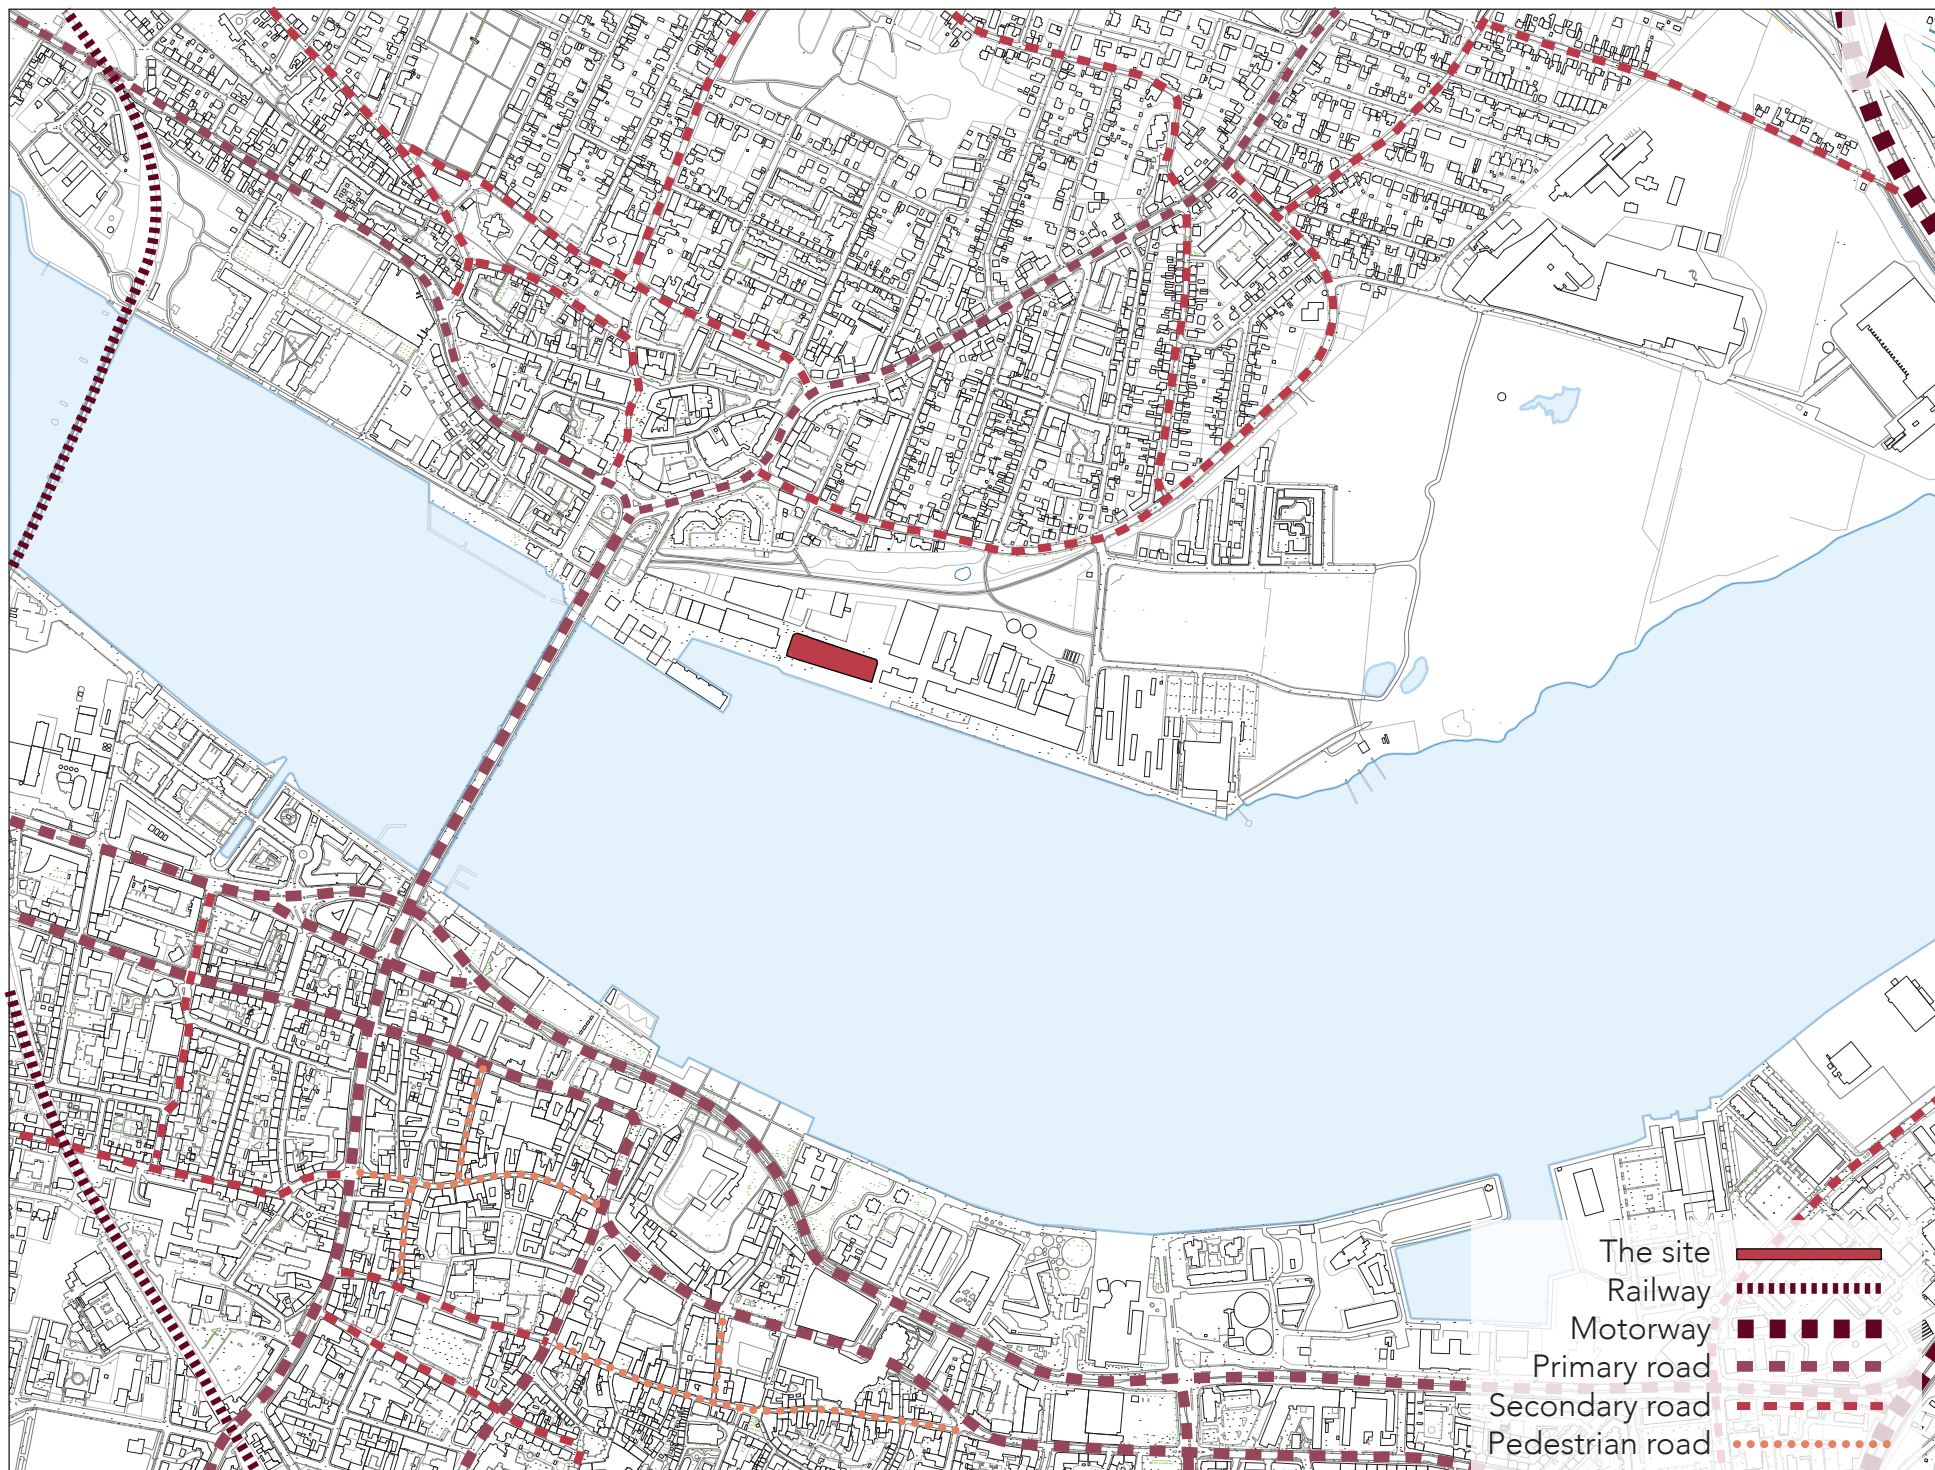 The site
Railway
Motorway
Primary road
Secondary road
Pedestrian road